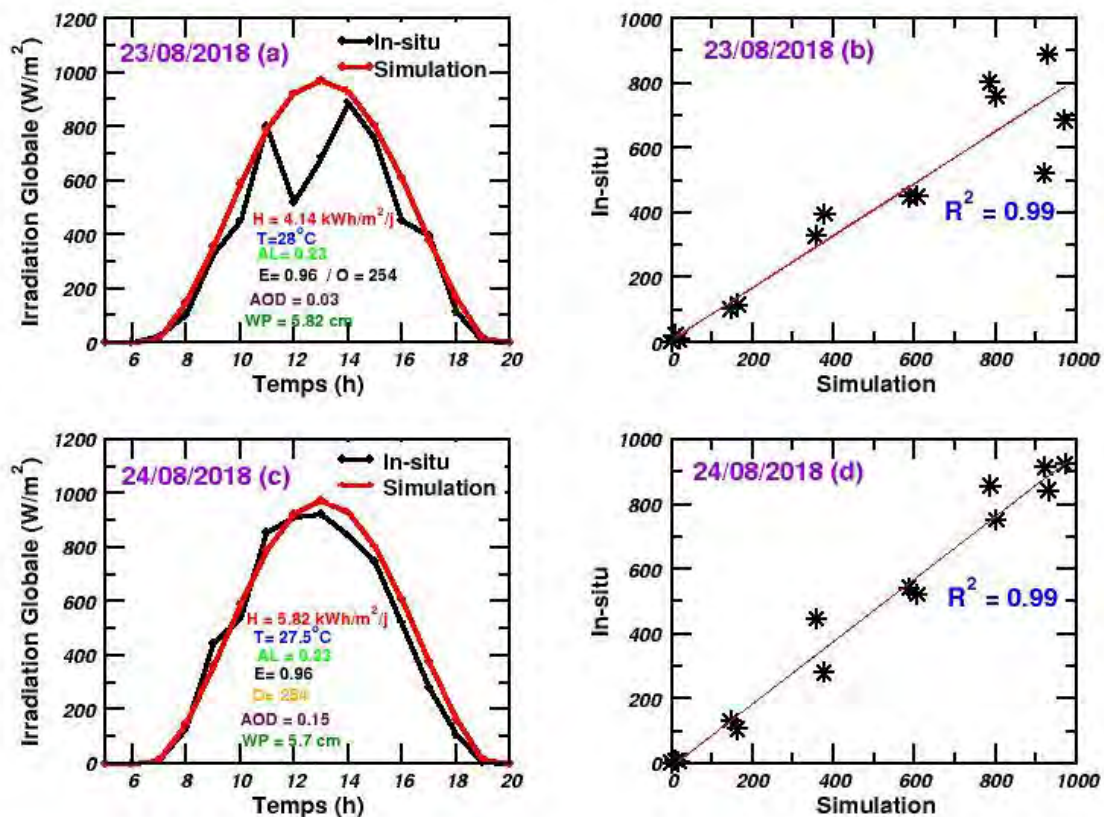 23/08/2018 (a)
In-situ
Simulation
Irradiation Globale (W/m²)
1200
1000
800
600
400
200
0
H = 4.14 kWh/m²/j
T=28°C
AL = 0.23
E= 0.96 / O = 254
AOD = 0.03
WP = 5.82 cm
6 8 10 12 14 16 18 20
Temps (h)
23/08/2018 (b)
In-situ
1000
800
600
400
200
0
R² = 0.99
0 200 400 600 800 1000
Simulation
24/08/2018 (c)
In-situ
Simulation
Irradiation Globale (W/m²)
1200
1000
800
600
400
200
0
H = 5.82 kWh/m²/j
T= 27.5°C
AL = 0.23
E= 0.96
O= 254
AOD = 0.15
WP = 5.7 cm
6 8 10 12 14 16 18 20
Temps (h)
24/08/2018 (d)
In-situ
1000
800
600
400
200
0
R² = 0.99
0 200 400 600 800 1000
Simulation